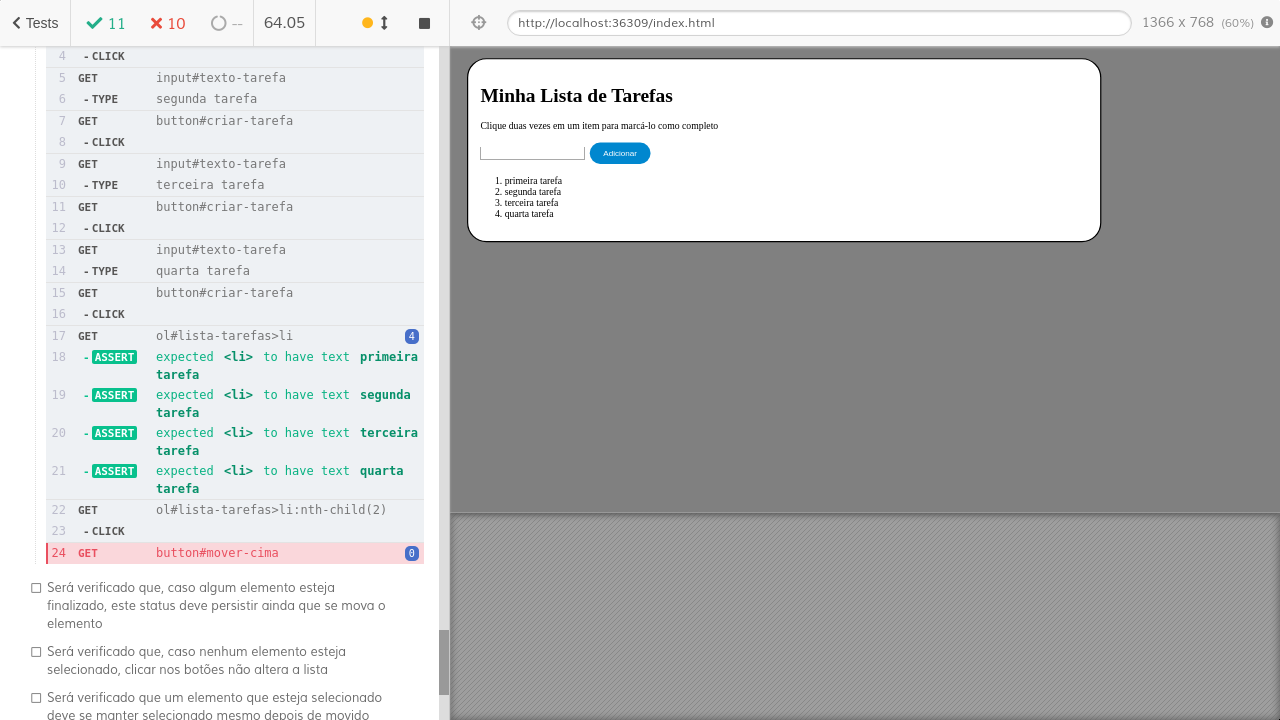 Tests 11 10 -- 64.05 http://localhost:36309/index.html 1366 x 768 (60%)
4 - CLICK
5 GET input#texto-tarefa
6 - TYPE segunda tarefa
7 GET button#criar-tarefa
8 - CLICK
9 GET input#texto-tarefa
10 - TYPE terceira tarefa
11 GET button#criar-tarefa
12 - CLICK
13 GET input#texto-tarefa
14 - TYPE quarta tarefa
15 GET button#criar-tarefa
16 - CLICK
17 GET ol#lista-tarefas>li 4
18 - ASSERT expected <li> to have text primeira
tarefa
19 - ASSERT expected <li> to have text segunda
tarefa
20 - ASSERT expected <li> to have text terceira
tarefa
21 - ASSERT expected <li> to have text quarta
tarefa
22 GET ol#lista-tarefas>li:nth-child(2)
23 - CLICK
24 GET button#mover-cima 0
Será verificado que, caso algum elemento esteja
finalizado, este status deve persistir ainda que se mova o
elemento
Será verificado que, caso nenhum elemento esteja
selecionado, clicar nos botões não altera a lista
Será verificado que um elemento que esteja selecionado
deve se manter selecionado mesmo depois de movido
Minha Lista de Tarefas
Clique duas vezes em um item para marcá-lo como completo
Adicionar
1. primeira tarefa
2. segunda tarefa
3. terceira tarefa
4. quarta tarefa